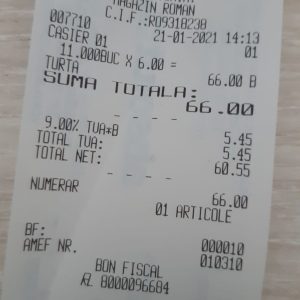 MAGAZIN ROMAN
C.I.F.:RO9318238
007710 21-01-2021 14:13
CASIER 01 01
11.000BUC X 6.00 =
TURTA 66.00 B
SUMA TOTALA:
66.00
- - - -
9.00% TVA*B 5.45
TOTAL TVA: 5.45
TOTAL NET: 60.55
- - - -
NUMERAR 66.00
01 ARTICOLE
BF: 000010
AMEF NR. 010310
BON FISCAL
8000096684